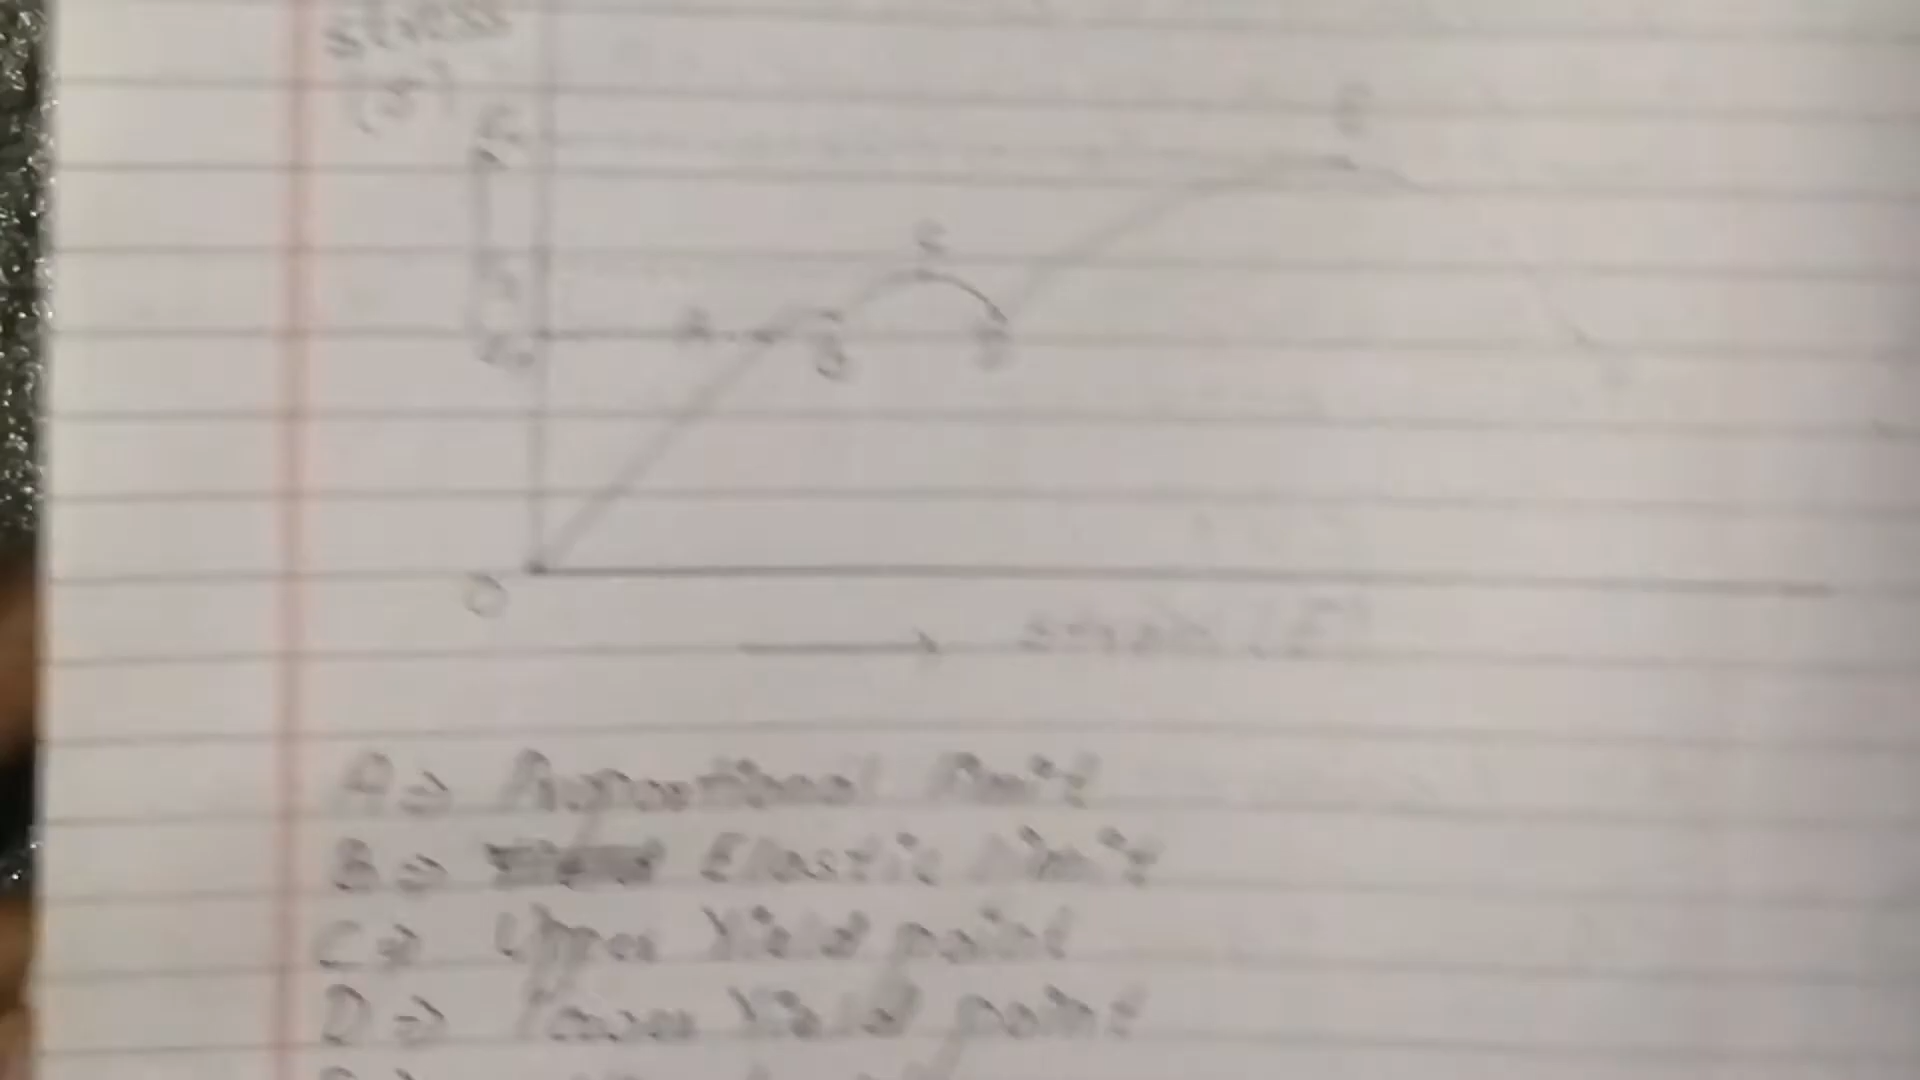 stress
(σ)
E
C
A
B
D
O
strain (E)
A ⇒ Proportional limit
B ⇒ Elastic limit
C ⇒ Upper Yield point
D ⇒ Lower Yield point